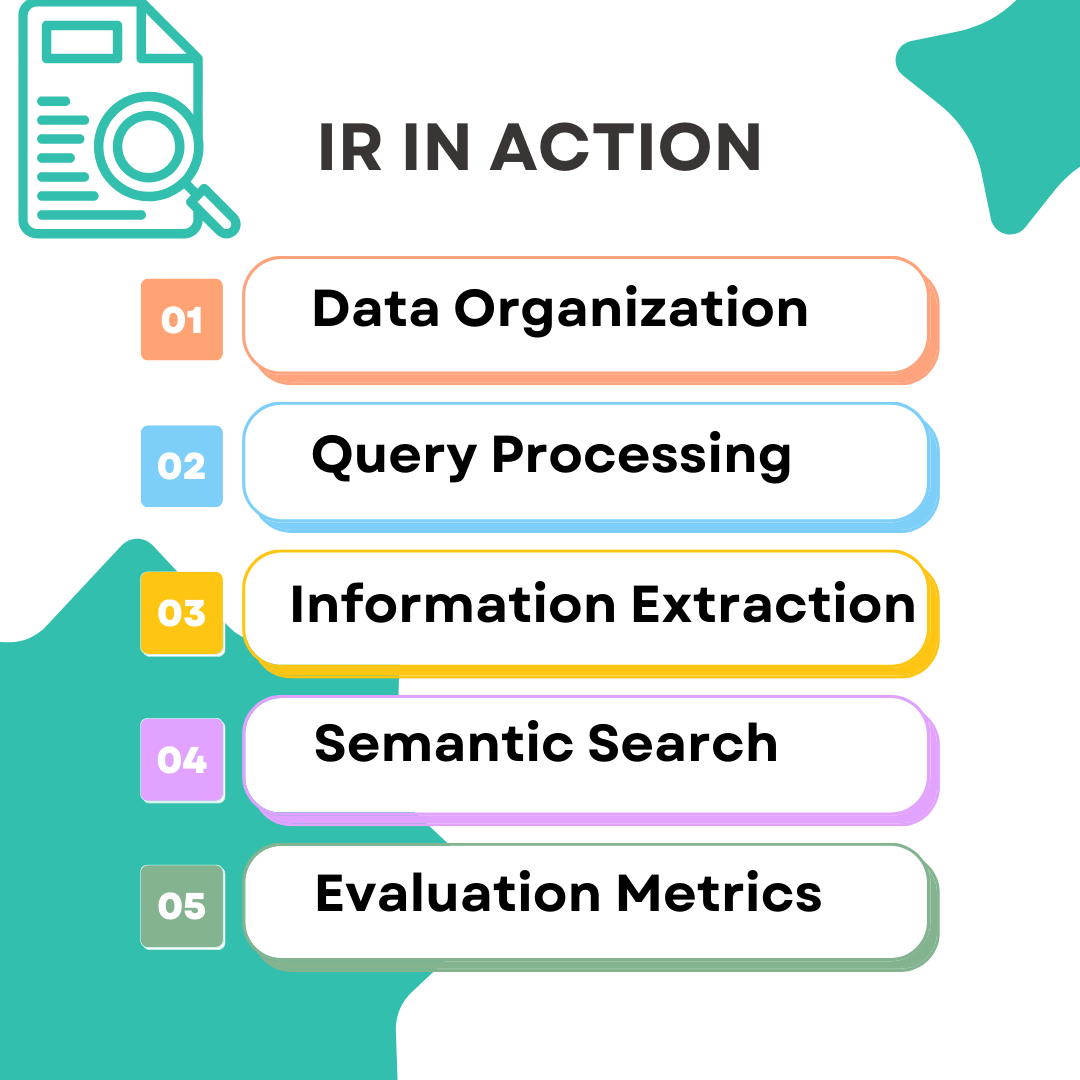 IR IN ACTION
01 Data Organization
02 Query Processing
03 Information Extraction
04 Semantic Search
05 Evaluation Metrics